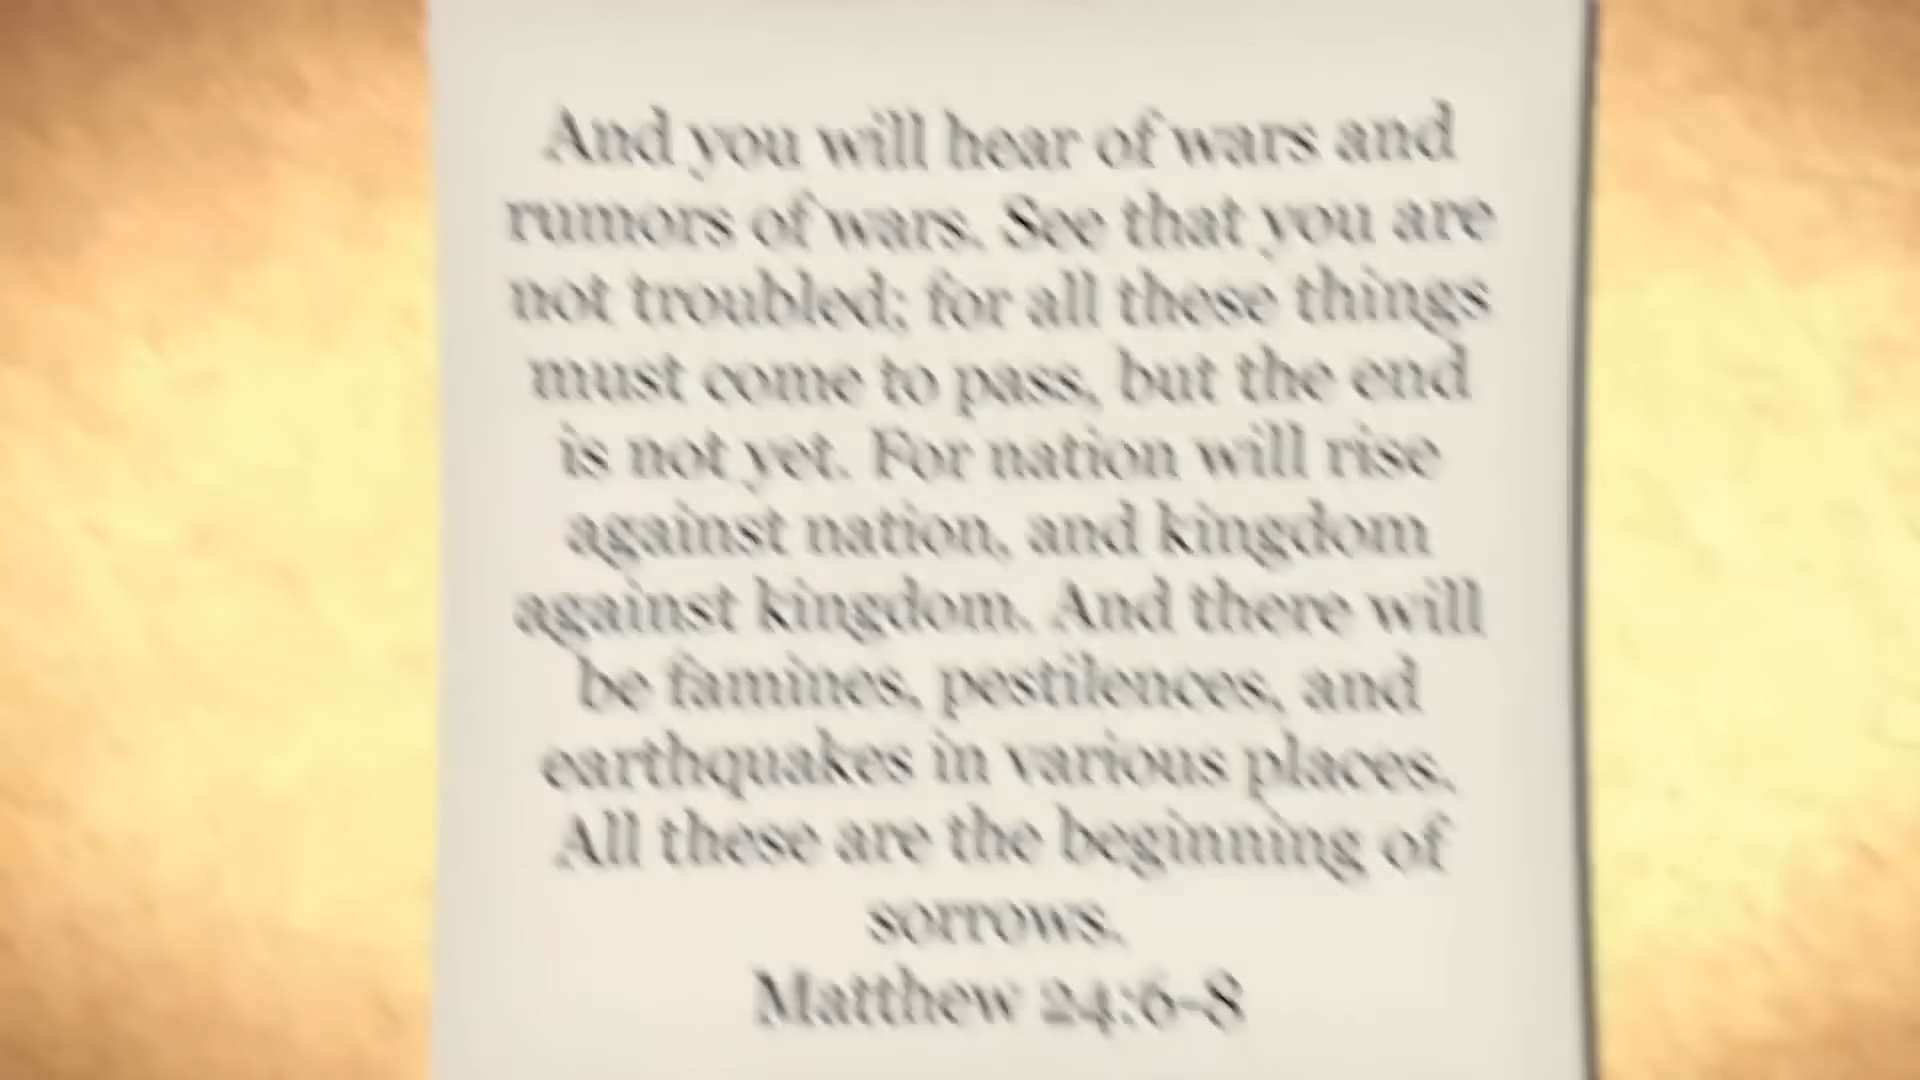 And you will hear of wars and
rumors of wars. See that you are
not troubled; for all these things
must come to pass, but the end
is not yet. For nation will rise
against nation, and kingdom
against kingdom. And there will
be famines, pestilences, and
earthquakes in various places.
All these are the beginning of
sorrows.
Matthew 24:6-8